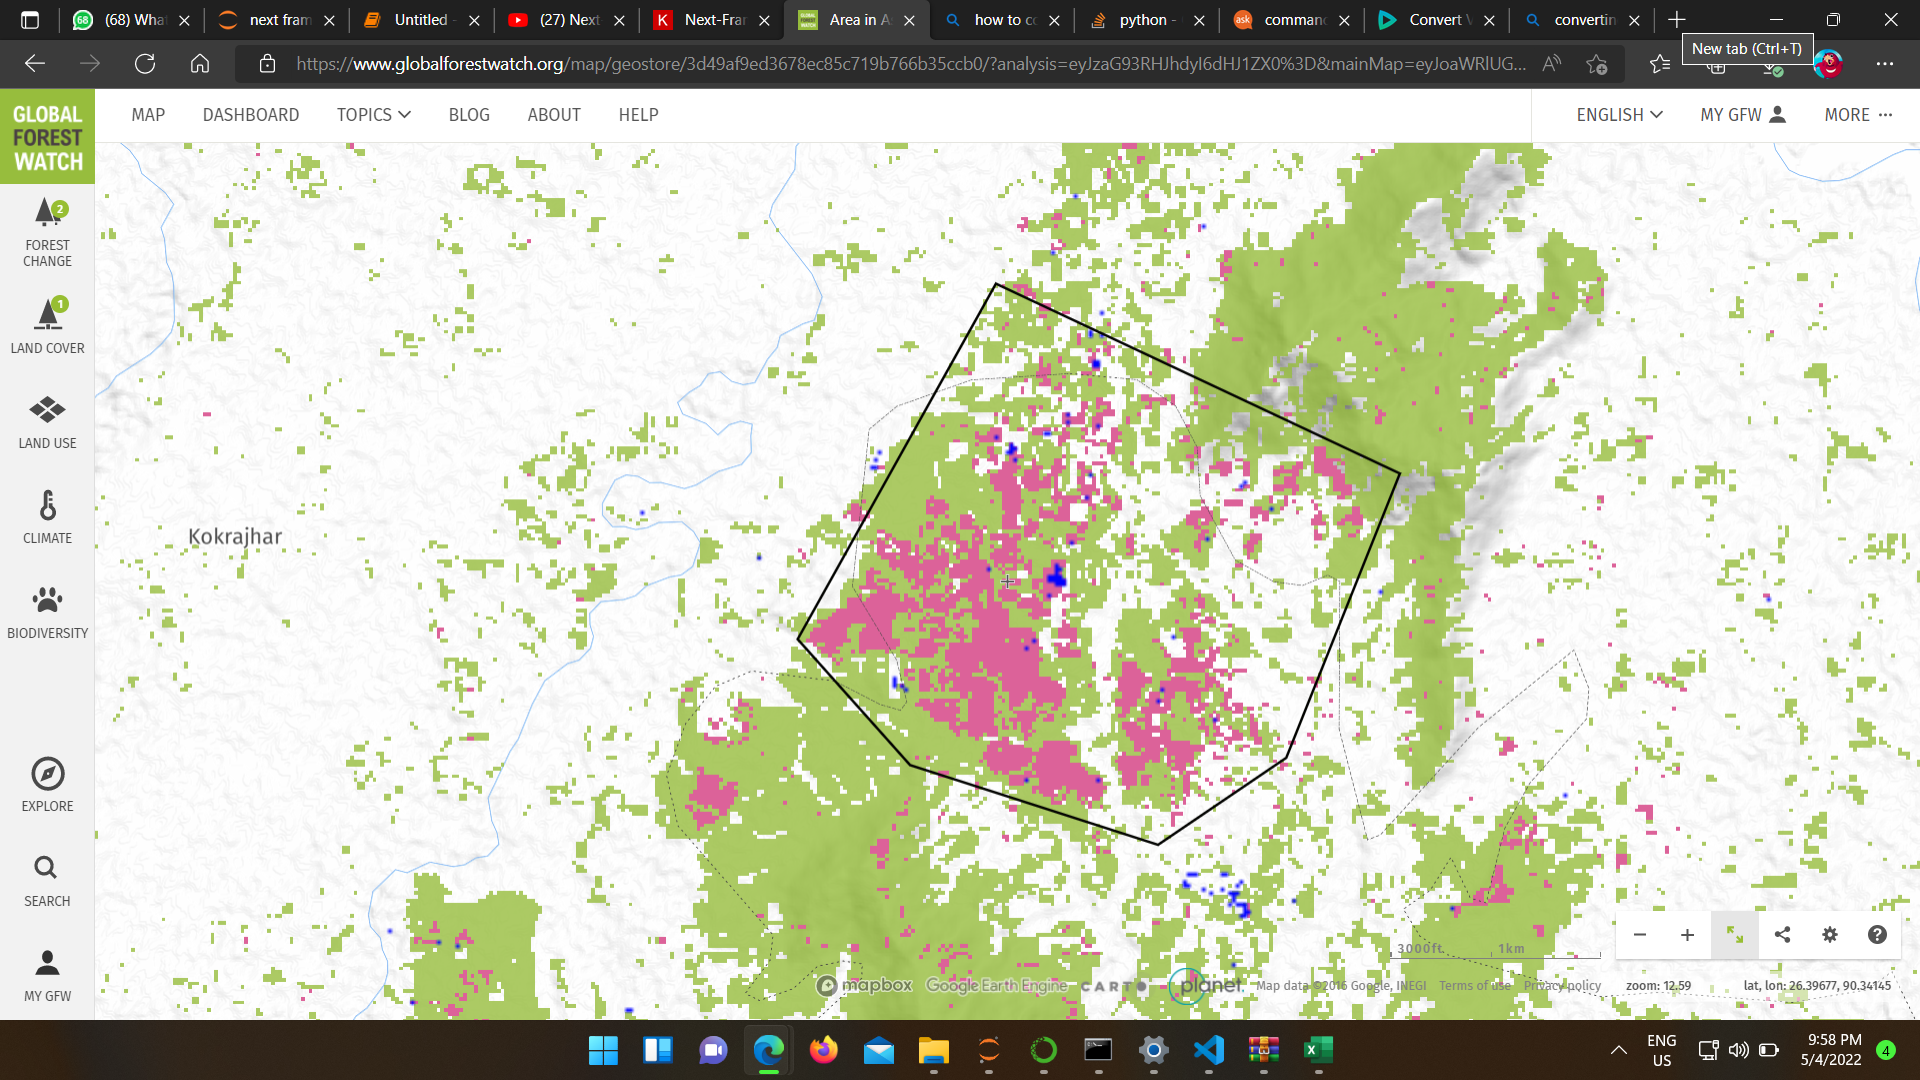 (68) What
next fram
Untitled -
(27) Next
Next-Fran
Area in A
how to co
python -
ask
comman
Convert V
convertin
New tab (Ctrl+T)
https://www.globalforestwatch.org/map/geostore/3d49af9ed3678ec85c719b766b35ccb0/?analysis=eyJzaG93RHJhdyI6dHJ1ZX0%3D&mainMap=eyJoaWRlUG...
GLOBAL
FOREST
WATCH
MAP
DASHBOARD
TOPICS
BLOG
ABOUT
HELP
ENGLISH
MY GFW
MORE
2
FOREST
CHANGE
1
LAND COVER
LAND USE
CLIMATE
BIODIVERSITY
EXPLORE
SEARCH
MY GFW
Kokrajhar
3000ft
1km
mapbox
Google Earth Engine
CARTO
planet.
Map data ©2016 Google, INEGI
Terms of use
Privacy policy
zoom: 12.59
lat, lon: 26.39677, 90.34145
ENG
US
9:58 PM
5/4/2022
4